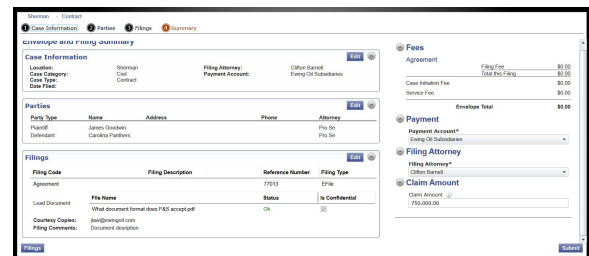 Sherman - Contract
1 Case Information 2 Parties 3 Filings 4 Summary
Envelope and Filing Summary
Case Information Edit
Location: Sherman Filing Attorney: Clifton Barnell
Case Category: Civil Payment Account: Ewing Oil Subsidiaries
Case Type: Contract
Date Filed:
Parties Edit
Party Type Name Address Phone Attorney
Plaintiff James Goodwin Pro Se
Defendant Carolina Panthers Pro Se
Filings Edit
Filing Code Filing Description Reference Number Filing Type
Agreement 77013 EFile
Lead Document File Name Status Is Confidential
What document format does F&S accept.pdf Ok
Courtesy Copies: jlaw@ewingoil.com
Filing Comments: Document desription
Filings
Fees
Agreement
Filing Fee $0.00
Total this Filing $0.00
Case Initiation Fee $0.00
Service Fee $0.00
Envelope Total $0.00
Payment
Payment Account*
Ewing Oil Subsidiaries
Filing Attorney
Filing Attorney*
Clifton Barnell
Claim Amount
Claim Amount
750,000.00
Submit